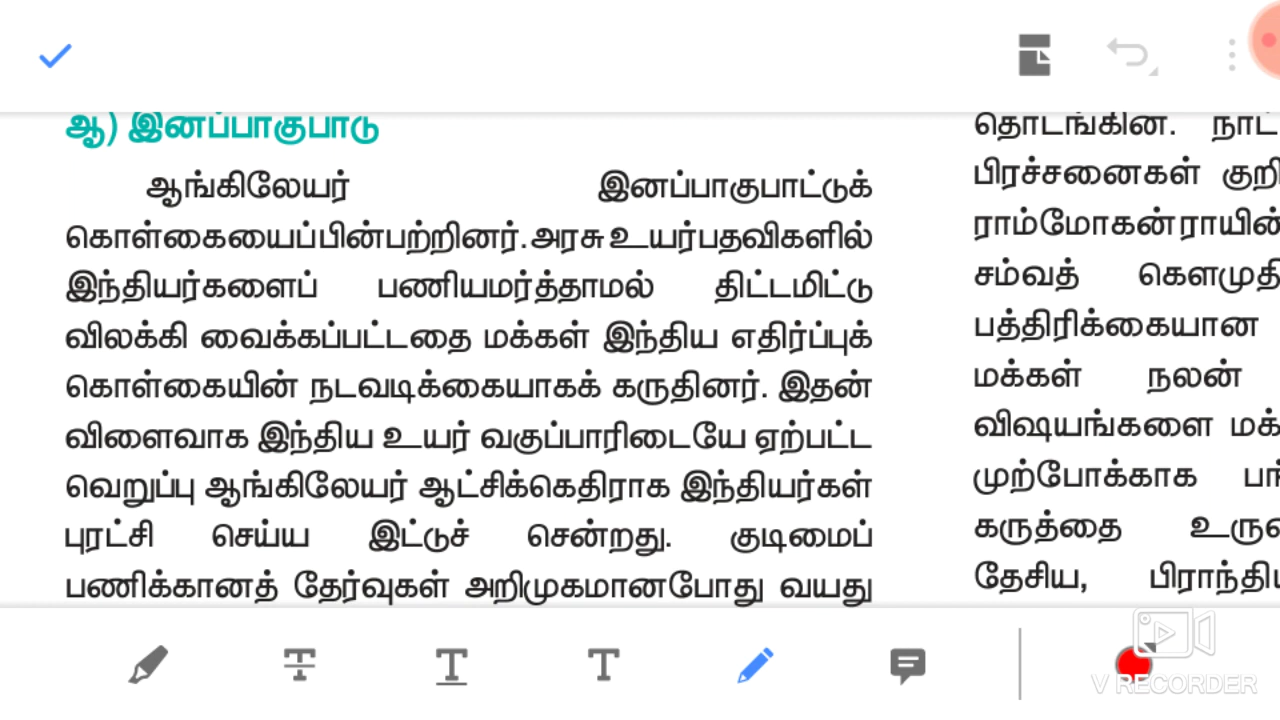 ஆ) இனப்பாகுபாடு
ஆங்கிலேயர் இனப்பாகுபாட்டுக்
கொள்கையைப்பின்பற்றினர்.அரசு உயர்பதவிகளில்
இந்தியர்களைப் பணியமர்த்தாமல் திட்டமிட்டு
விலக்கி வைக்கப்பட்டதை மக்கள் இந்திய எதிர்ப்புக்
கொள்கையின் நடவடிக்கையாகக் கருதினர். இதன்
விளைவாக இந்திய உயர் வகுப்பாரிடையே ஏற்பட்ட
வெறுப்பு ஆங்கிலேயர் ஆட்சிக்கெதிராக இந்தியர்கள்
புரட்சி செய்ய இட்டுச் சென்றது. குடிமைப்
பணிக்கானத் தேர்வுகள் அறிமுகமானபோது வயது
தொடங்கின.
பிரச்சனைகள்
ராம்மோகன்
சம்வத்
பத்திரிக்கையான
மக்கள் நலன்
விஷயங்களை
முற்போக்காக
கருத்தை
தேசிய,
V RECORDER